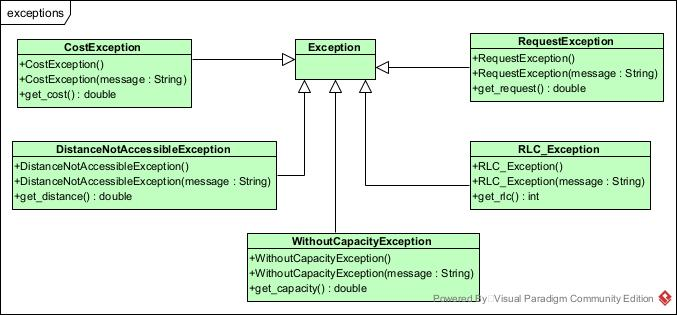 exceptions
CostException
+CostException()
+CostException(message : String)
+get_cost() : double
Exception
RequestException
+RequestException()
+RequestException(message : String)
+get_request() : double
DistanceNotAccessibleException
+DistanceNotAccessibleException()
+DistanceNotAccessibleException(message : String)
+get_distance() : double
RLC_Exception
+RLC_Exception()
+RLC_Exception(message : String)
+get_rlc() : int
WithoutCapacityException
+WithoutCapacityException()
+WithoutCapacityException(message : String)
+get_capacity() : double
Powered By Visual Paradigm Community Edition